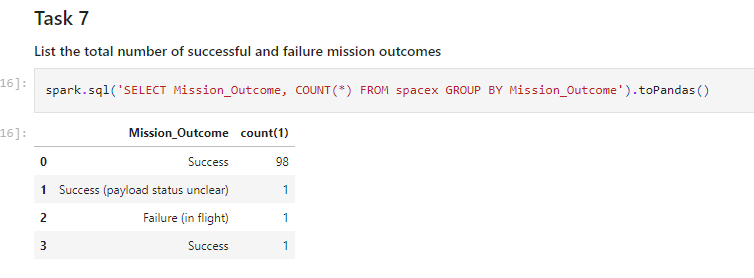 Task 7
List the total number of successful and failure mission outcomes
16]: spark.sql('SELECT Mission_Outcome, COUNT(*) FROM spacex GROUP BY Mission_Outcome').toPandas()
16]: Mission_Outcome count(1)
0 Success 98
1 Success (payload status unclear) 1
2 Failure (in flight) 1
3 Success 1